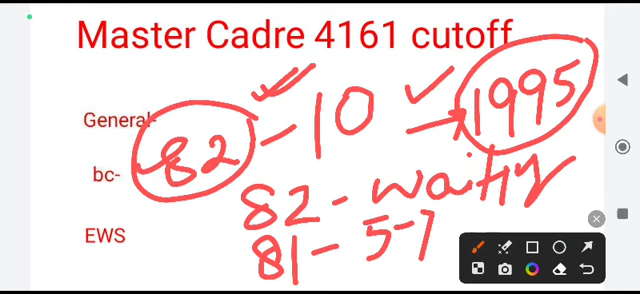 Master Cadre 4161 cutoff
General- 82 - 10 → 1995
bc-
82 - waiting
EWS
81 - 5-7